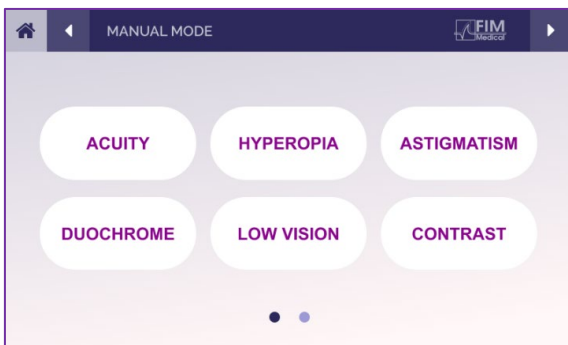 MANUAL MODE
FIM
Medical
ACUITY HYPEROPIA ASTIGMATISM
DUOCHROME LOW VISION CONTRAST